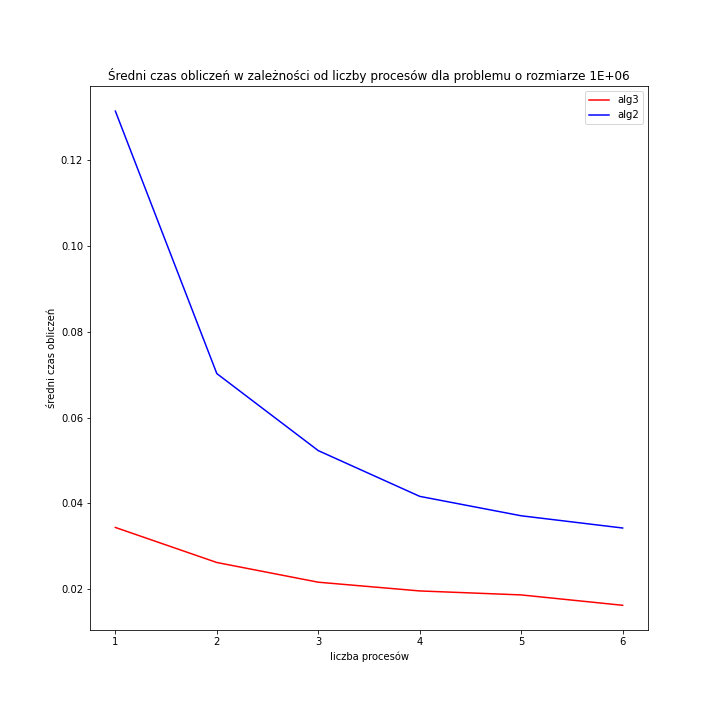 Średni czas obliczeń w zależności od liczby procesów dla problemu o rozmiarze 1E+06
alg3
alg2
0.12
0.10
0.08
0.06
0.04
0.02
średni czas obliczeń
1 2 3 4 5 6
liczba procesów